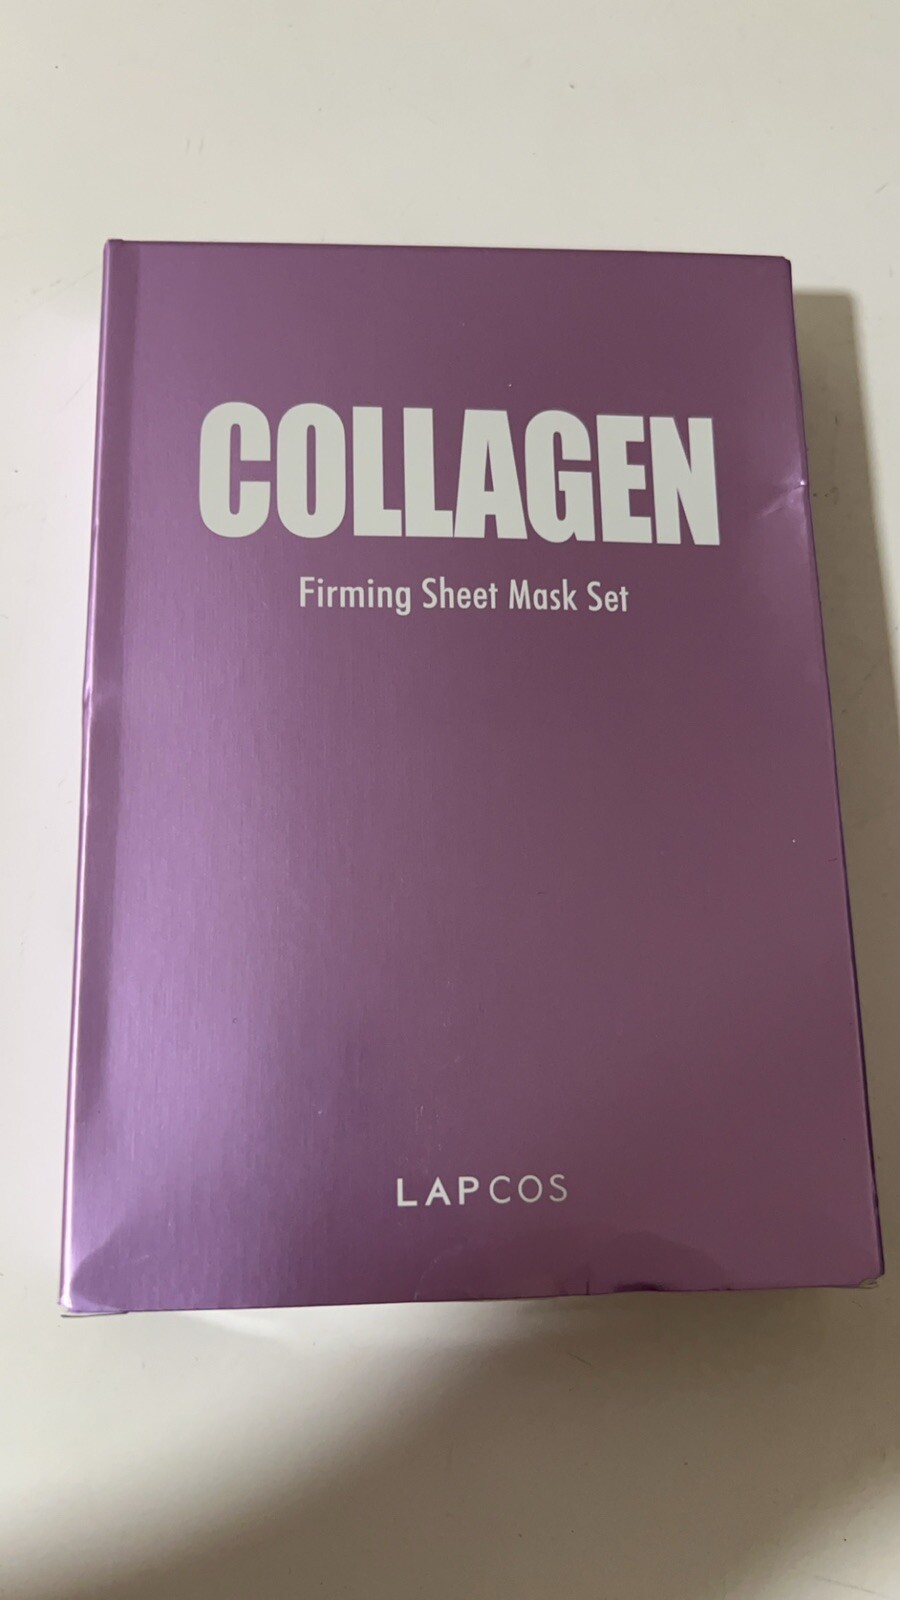 COLLAGEN
Firming Sheet Mask Set
LAPCOS